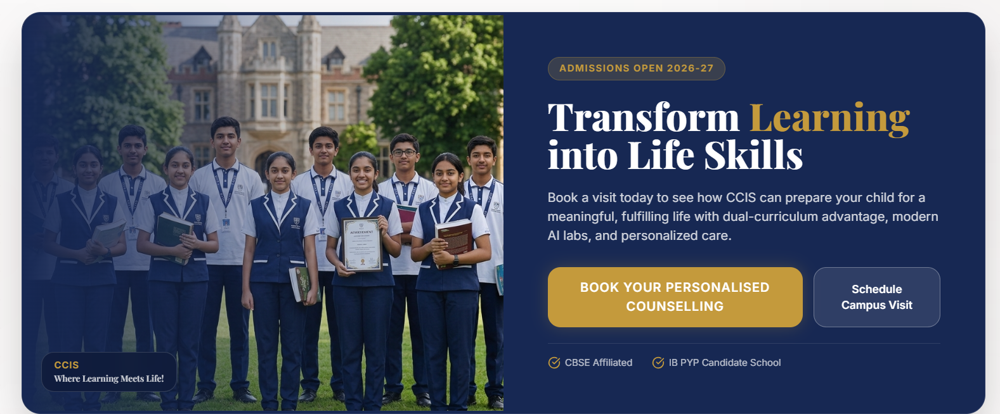 ADMISSIONS OPEN 2026-27
Transform Learning
into Life Skills
Book a visit today to see how CCIS can prepare your child for a
meaningful, fulfilling life with dual-curriculum advantage, modern
AI labs, and personalized care.
BOOK YOUR PERSONALISED
COUNSELLING
Schedule
Campus Visit
CBSE Affiliated
IB PYP Candidate School
CCIS
Where Learning Meets Life!
ACHIEVEMENT